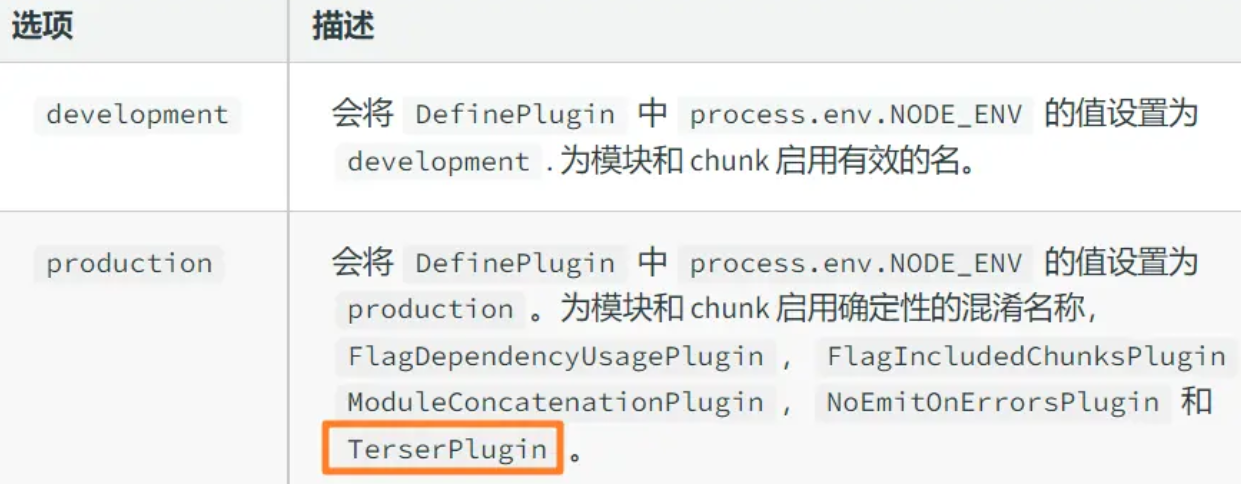 选项 描述
development 会将 DefinePlugin 中 process.env.NODE_ENV 的值设置为
development . 为模块和 chunk 启用有效的名。
production 会将 DefinePlugin 中 process.env.NODE_ENV 的值设置为
production 。为模块和 chunk 启用确定性的混淆名称,
FlagDependencyUsagePlugin , FlagIncludedChunksPlugin
ModuleConcatenationPlugin , NoEmitOnErrorsPlugin 和
TerserPlugin 。